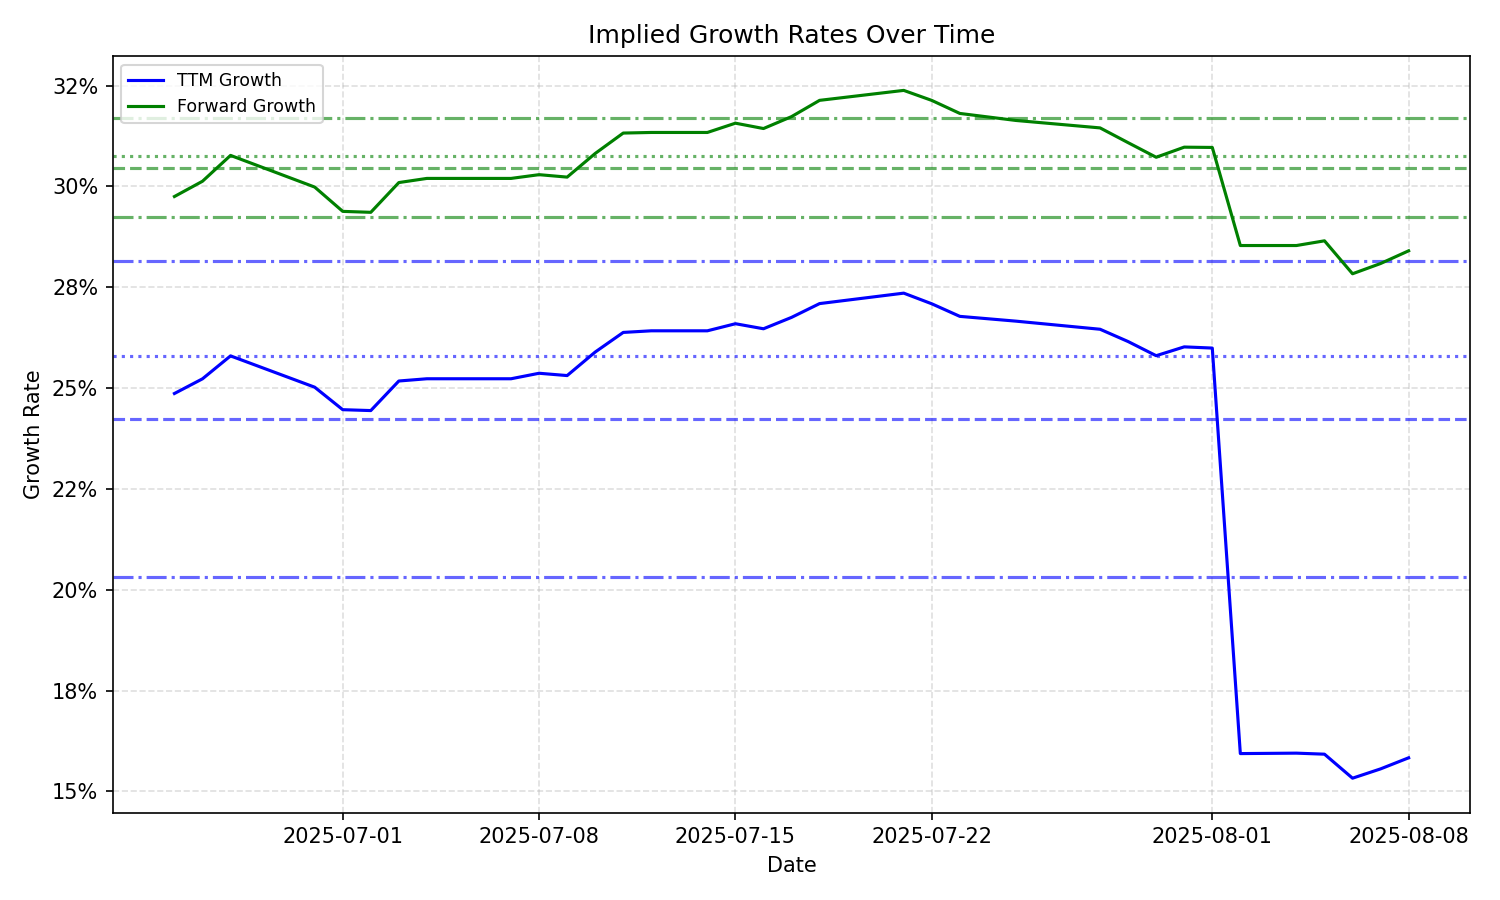 Implied Growth Rates Over Time
TTM Growth
Forward Growth
32%
30%
28%
25%
22%
20%
18%
15%
Growth Rate
2025-07-01
2025-07-08
2025-07-15
2025-07-22
2025-08-01
2025-08-08
Date